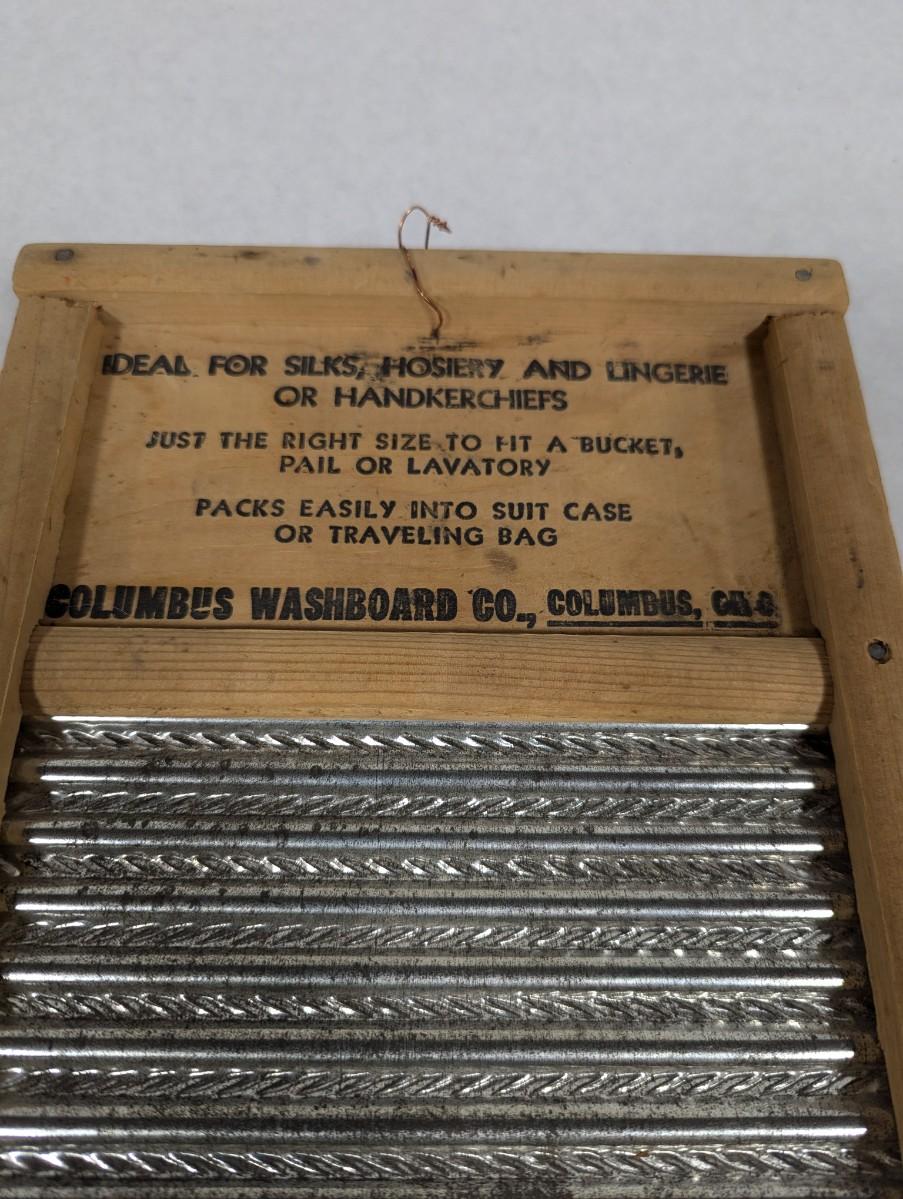 IDEAL FOR SILKS, HOSIERY AND LINGERIE
OR HANDKERCHIEFS
JUST THE RIGHT SIZE TO FIT A BUCKET,
PAIL OR LAVATORY
PACKS EASILY INTO SUIT CASE
OR TRAVELING BAG
COLUMBUS WASHBOARD CO., COLUMBUS,